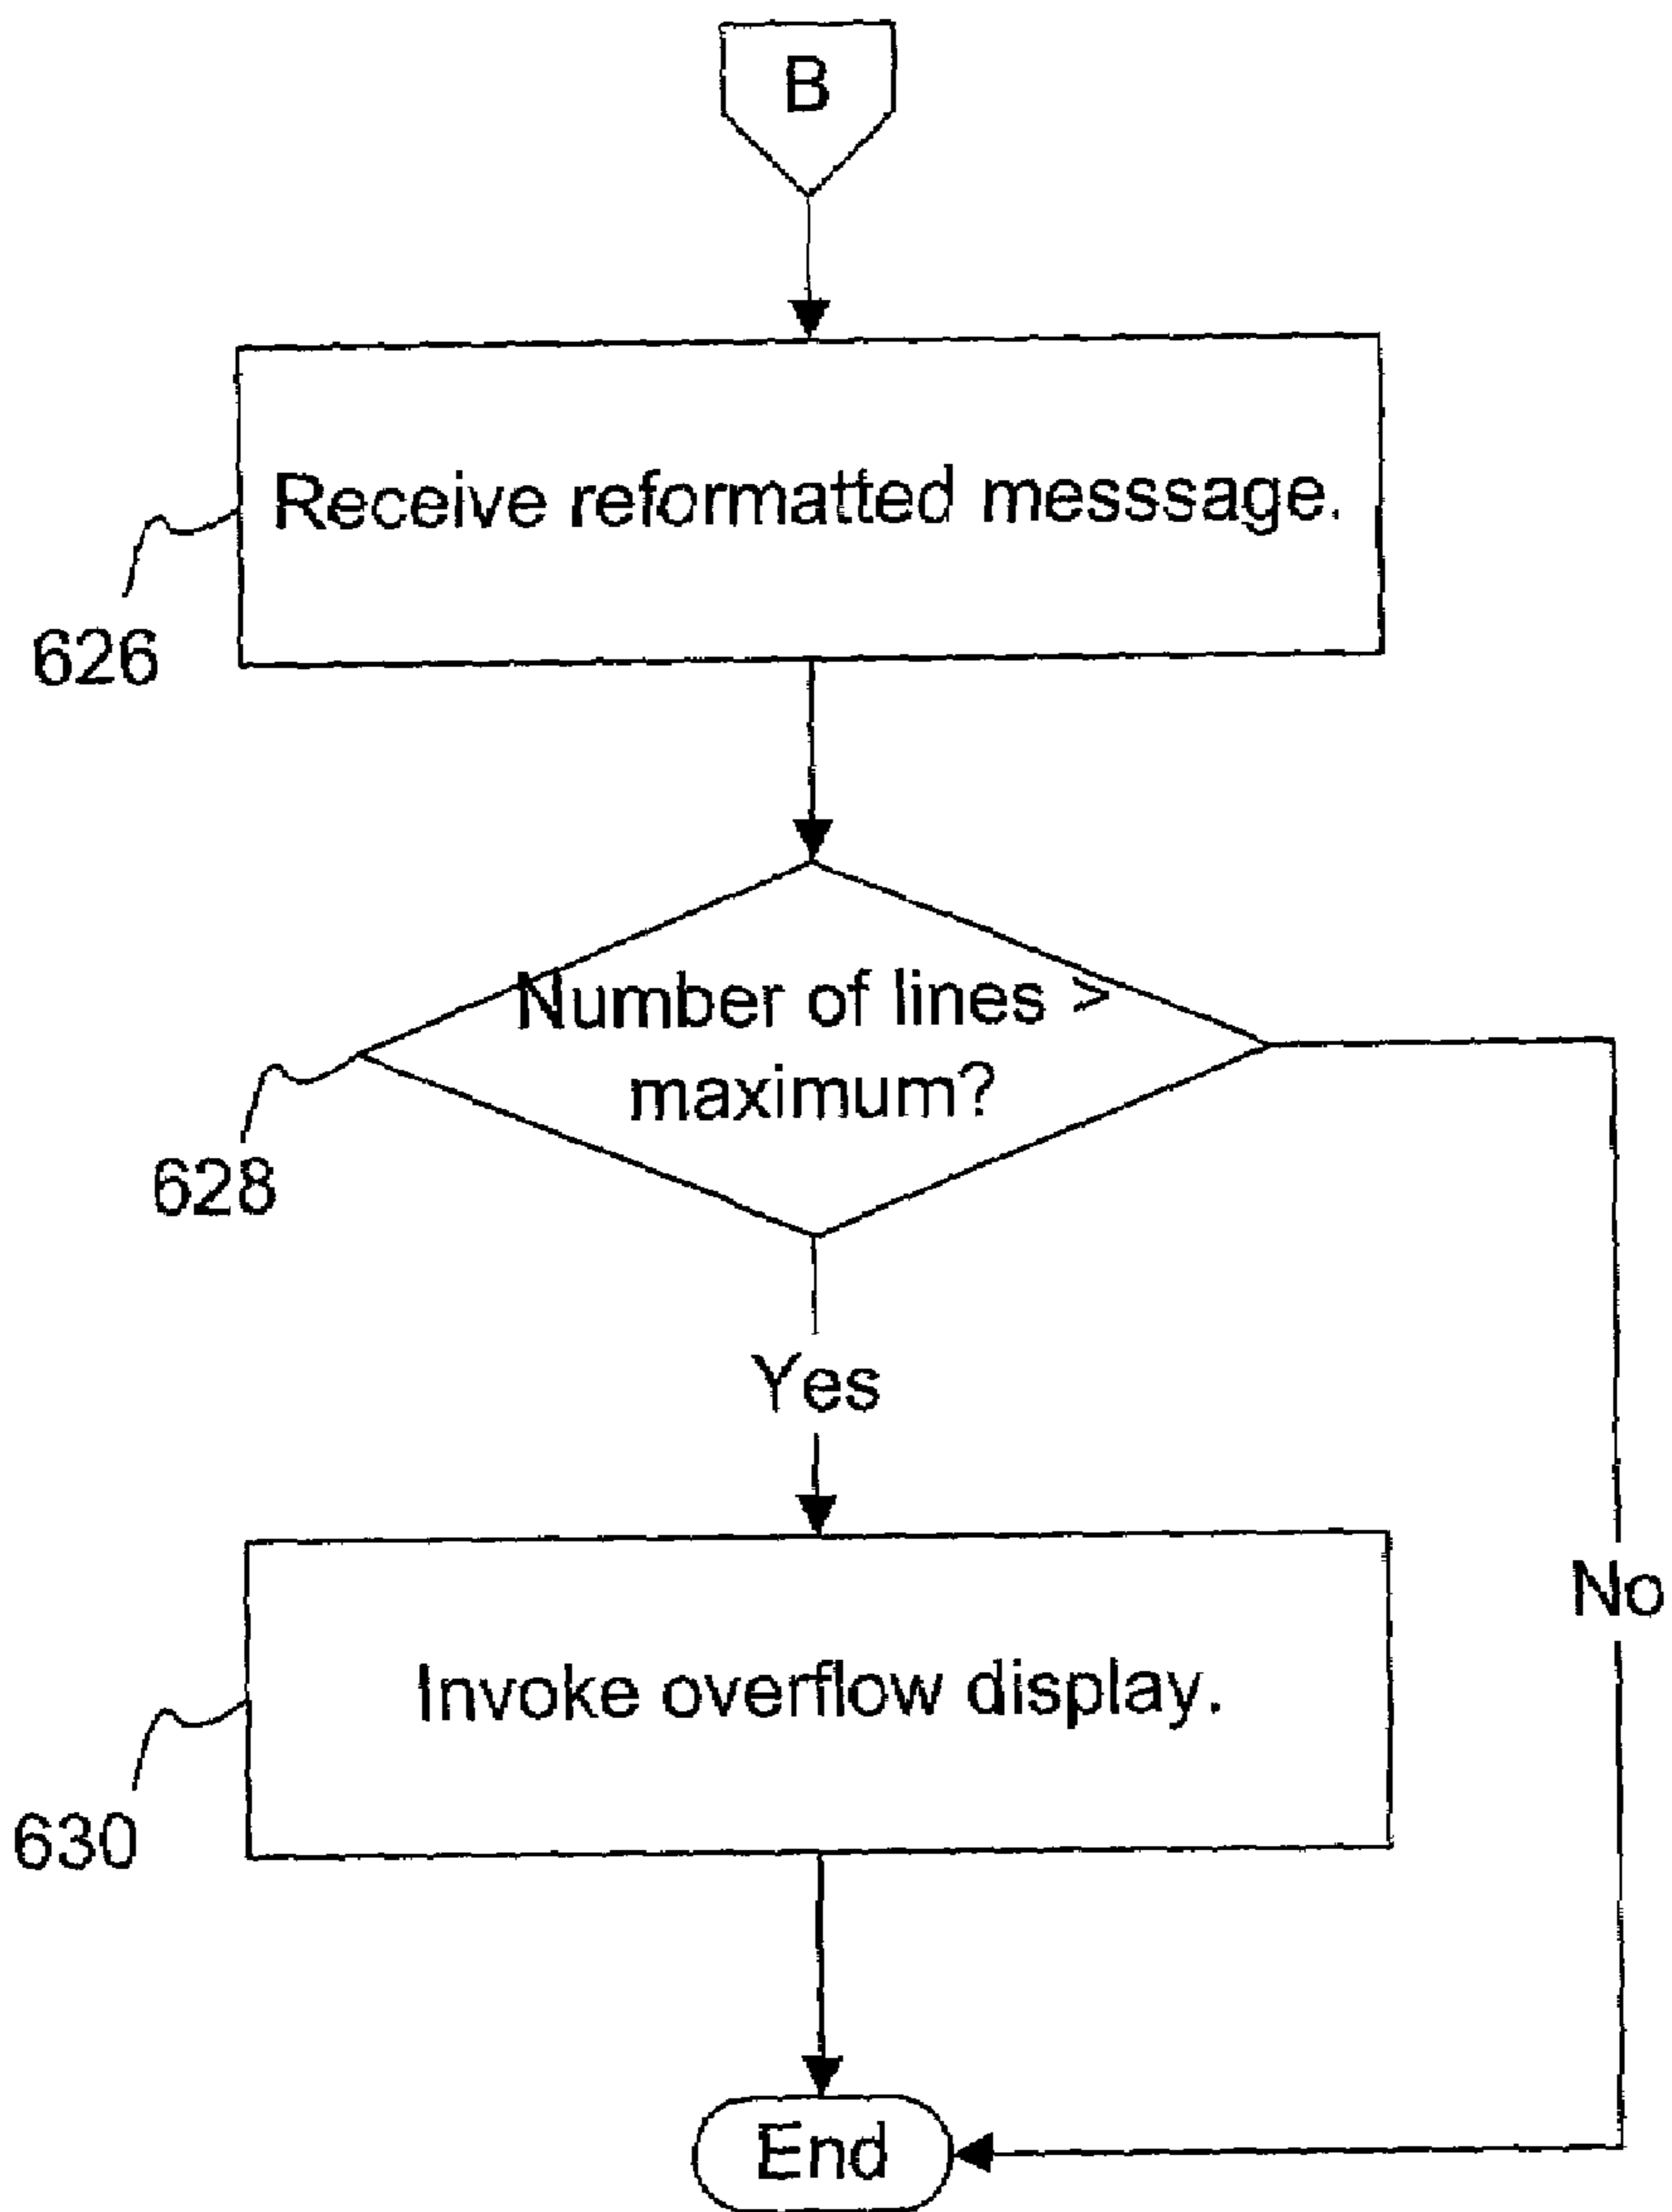 B
Receive reformatted messsage.
626
Number of lines >
maximum?
628
Yes
No
Invoke overflow display.
630
End